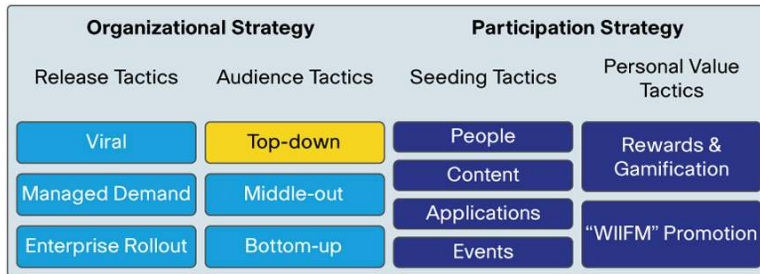 Organizational Strategy
Participation Strategy
Release Tactics
Audience Tactics
Seeding Tactics
Personal Value
Tactics
Viral
Managed Demand
Enterprise Rollout
Top-down
Middle-out
Bottom-up
People
Content
Applications
Events
Rewards &
Gamification
“WIIFM” Promotion